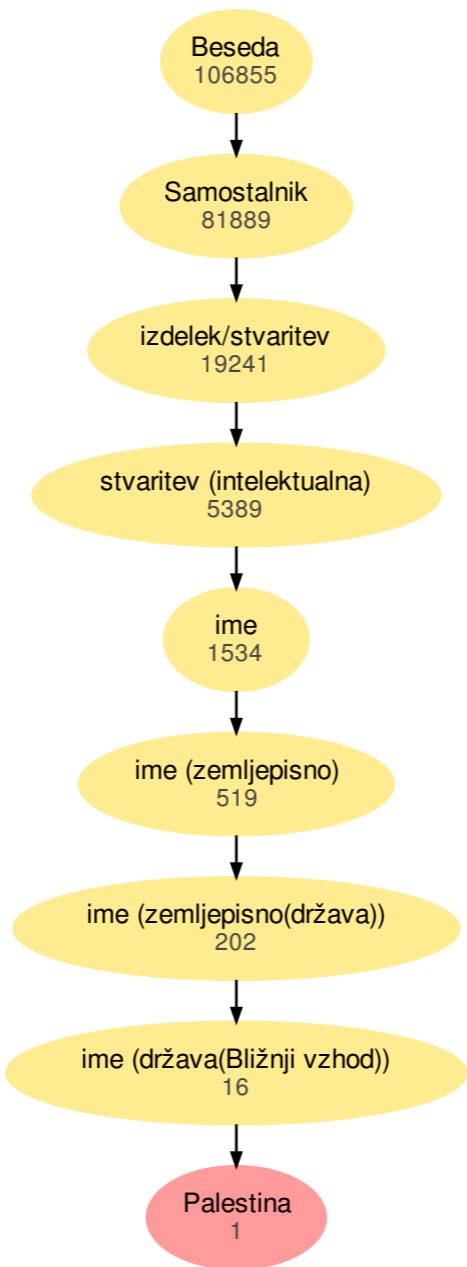 Beseda
106855
Samostalnik
81889
izdelek/stvaritev
19241
stvaritev (intelektualna)
5389
ime
1534
ime (zemljepisno)
519
ime (zemljepisno(država))
202
ime (država(Bližnji vzhod))
16
Palestina
1